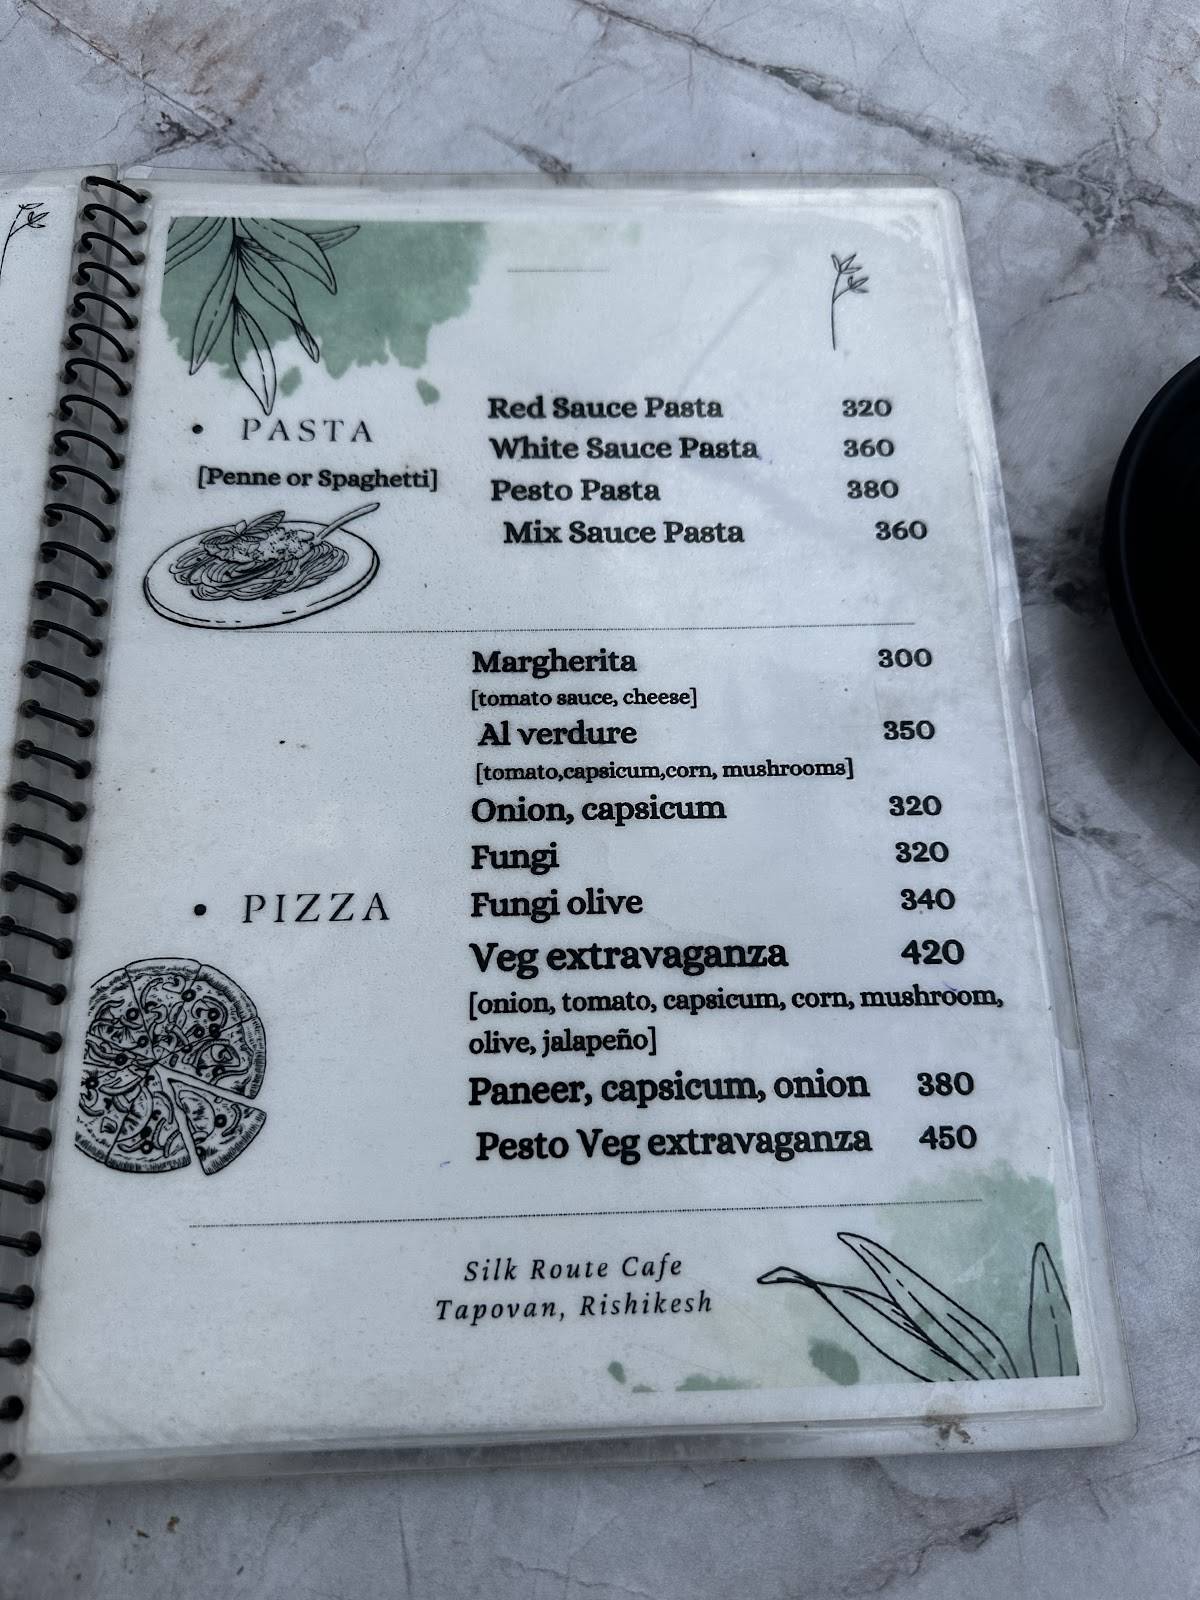 • PASTA
[Penne or Spaghetti]
Red Sauce Pasta 320
White Sauce Pasta 360
Pesto Pasta 380
Mix Sauce Pasta 360
• PIZZA
Margherita 300
[tomato sauce, cheese]
Al verdure 350
[tomato,capsicum,corn, mushrooms]
Onion, capsicum 320
Fungi 320
Fungi olive 340
Veg extravaganza 420
[onion, tomato, capsicum, corn, mushroom,
olive, jalapeño]
Paneer, capsicum, onion 380
Pesto Veg extravaganza 450
Silk Route Cafe
Tapovan, Rishikesh